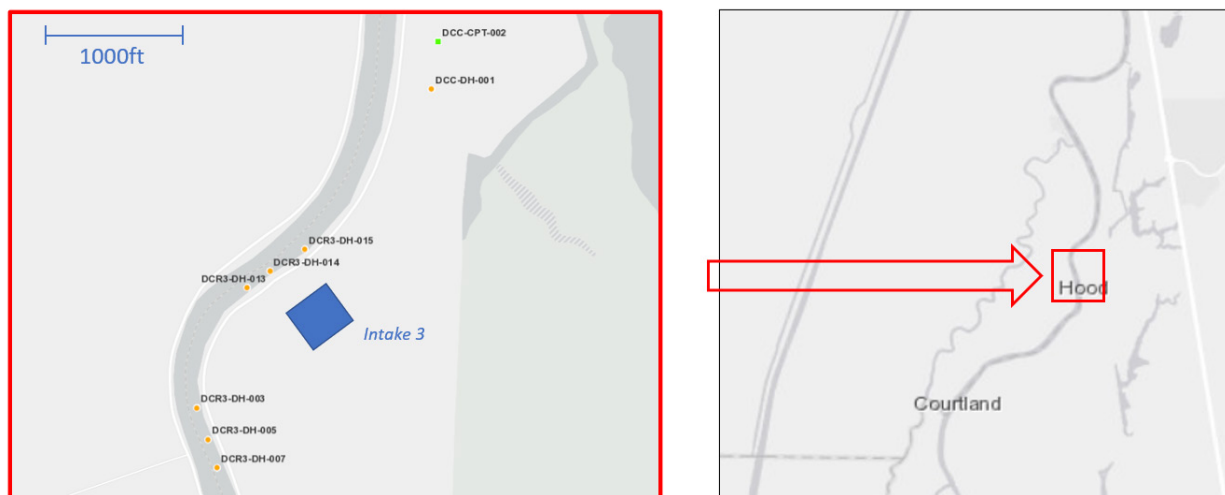 1000ft
DCC-CPT-002
DCC-DH-001
DCR3-DH-015
DCR3-DH-014
DCR3-DH-013
Intake 3
DCR3-DH-003
DCR3-DH-005
DCR3-DH-007
Hood
Courtland